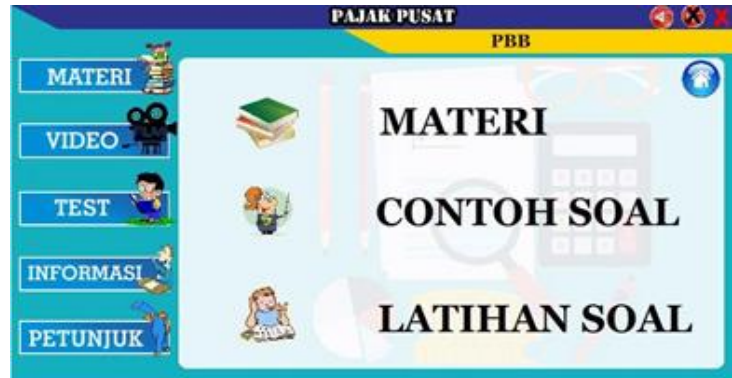 PAJAK PUSAT
PBB
MATERI
VIDEO
TEST
INFORMASI
PETUNJUK
MATERI
CONTOH SOAL
LATIHAN SOAL